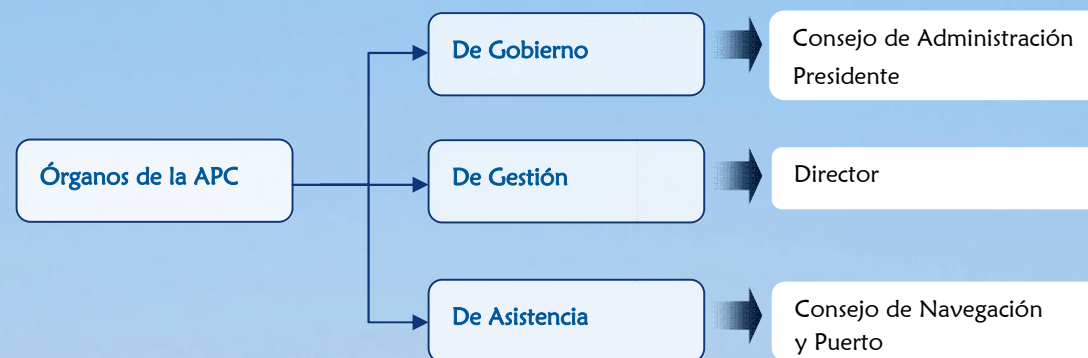 Órganos de la APC
De Gobierno
Consejo de Administración
Presidente
De Gestión
Director
De Asistencia
Consejo de Navegación
y Puerto